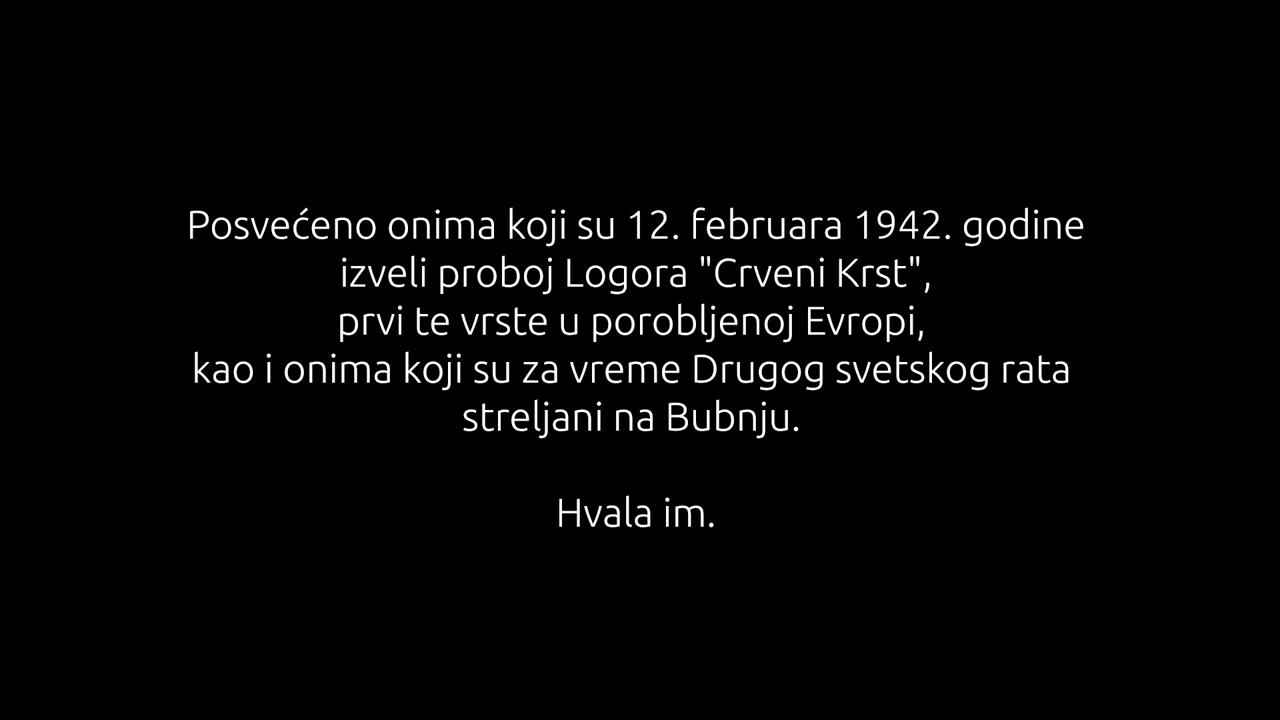 Posvećeno onima koji su 12. februara 1942. godine
izveli proboj Logora "Crveni Krst",
prvi te vrste u porobljenoj Evropi,
kao i onima koji su za vreme Drugog svetskog rata
streljani na Bubnju.
Hvala im.